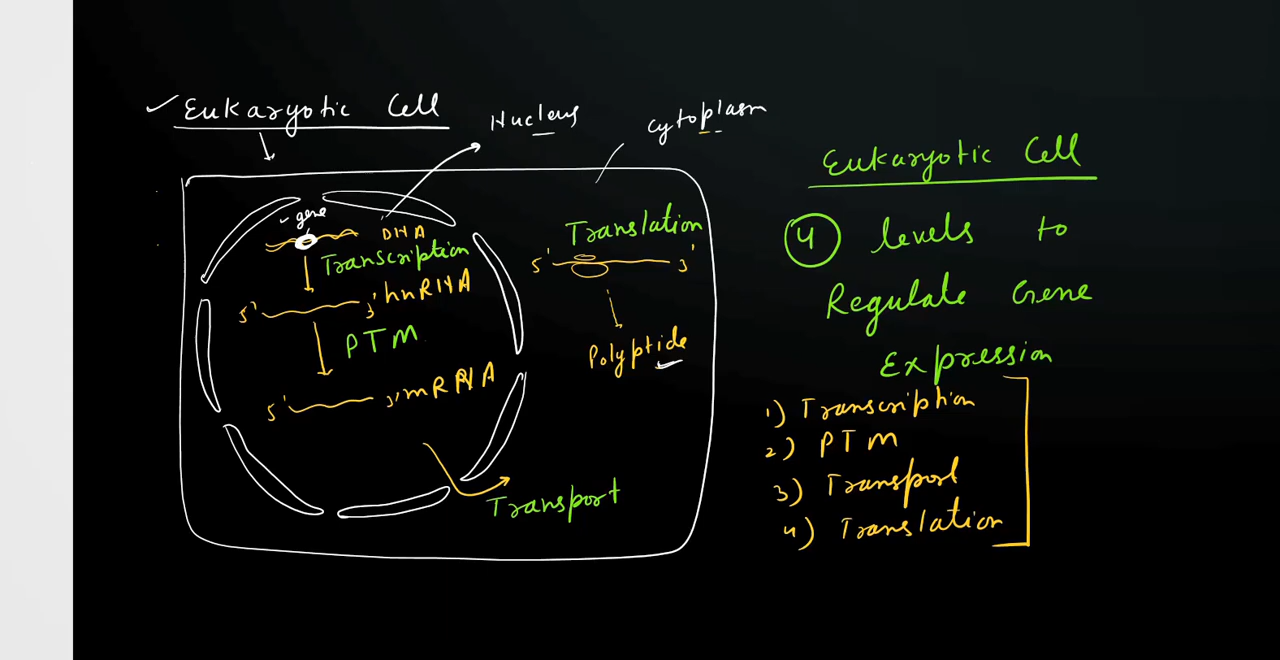 ✓ Eukaryotic Cell
Nucleus
Cytoplasm
gene
DNA
Transcription
5' 3' hnRNA
PTM
5' 3' mRNA
Transport
Translation
5' 3'
Polyptide
Eukaryotic Cell
4 levels to
Regulate Gene
Expression
1) Transcription
2) PTM
3) Transport
4) Translation